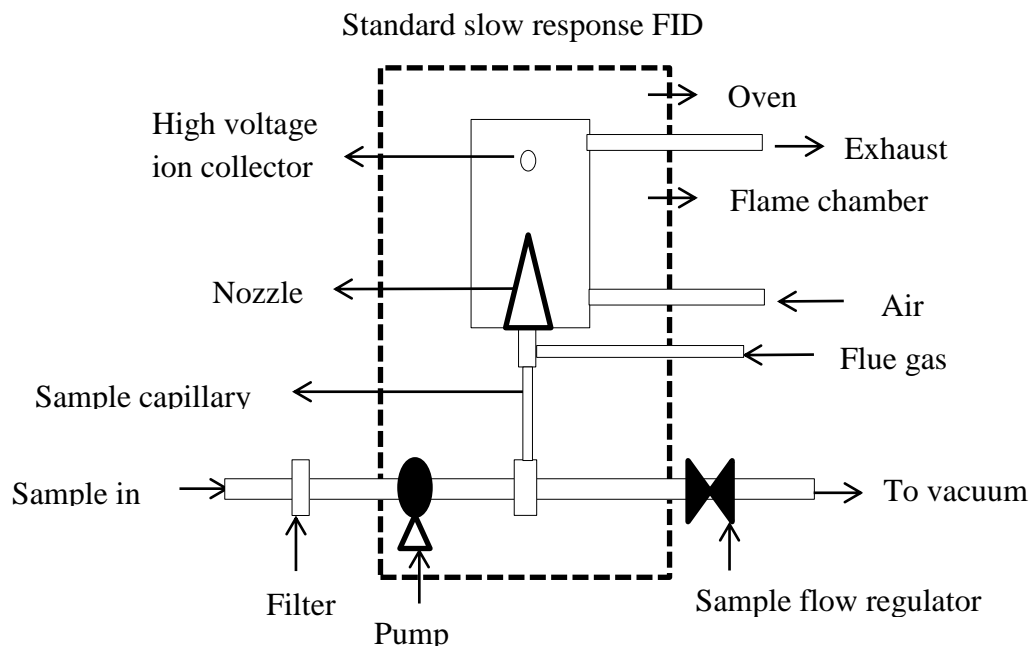 Standard slow response FID
Oven
High voltage
ion collector
Exhaust
Flame chamber
Nozzle
Air
Flue gas
Sample capillary
Sample in
To vacuum
Filter
Sample flow regulator
Pump